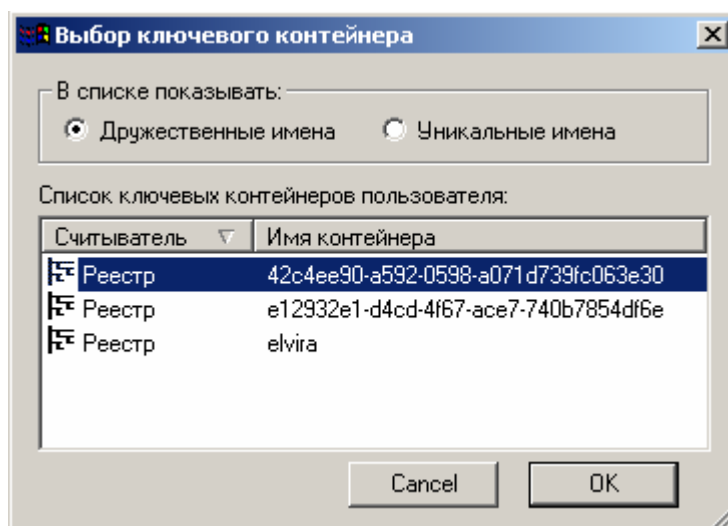 Выбор ключевого контейнера
В списке показывать:
Дружественные имена Уникальные имена
Список ключевых контейнеров пользователя:
Считыватель Имя контейнера
Реестр 42c4ee90-a592-0598-a071d739fc063e30
Реестр e12932e1-d4cd-4f67-ace7-740b7854df6e
Реестр elvira
Cancel OK